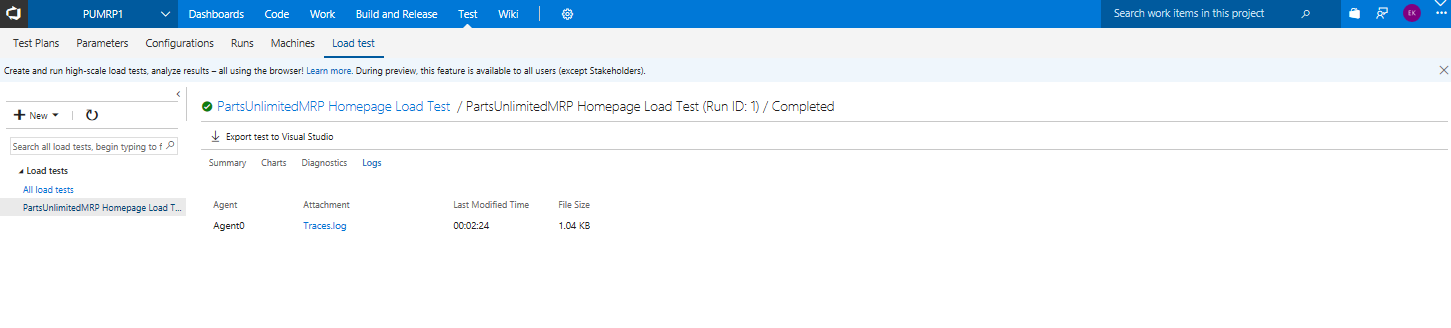 PUMRP1 Dashboards Code Work Build and Release Test Wiki Search work items in this project EK
Test Plans Parameters Configurations Runs Machines Load test
Create and run high-scale load tests, analyze results – all using the browser! Learn more. During preview, this feature is available to all users (except Stakeholders).
New
Search all load tests, begin typing to f
Load tests
All load tests
PartsUnlimitedMRP Homepage Load T...
PartsUnlimitedMRP Homepage Load Test / PartsUnlimitedMRP Homepage Load Test (Run ID: 1) / Completed
Export test to Visual Studio
Summary Charts Diagnostics Logs
Agent Attachment Last Modified Time File Size
Agent0 Traces.log 00:02:24 1.04 KB